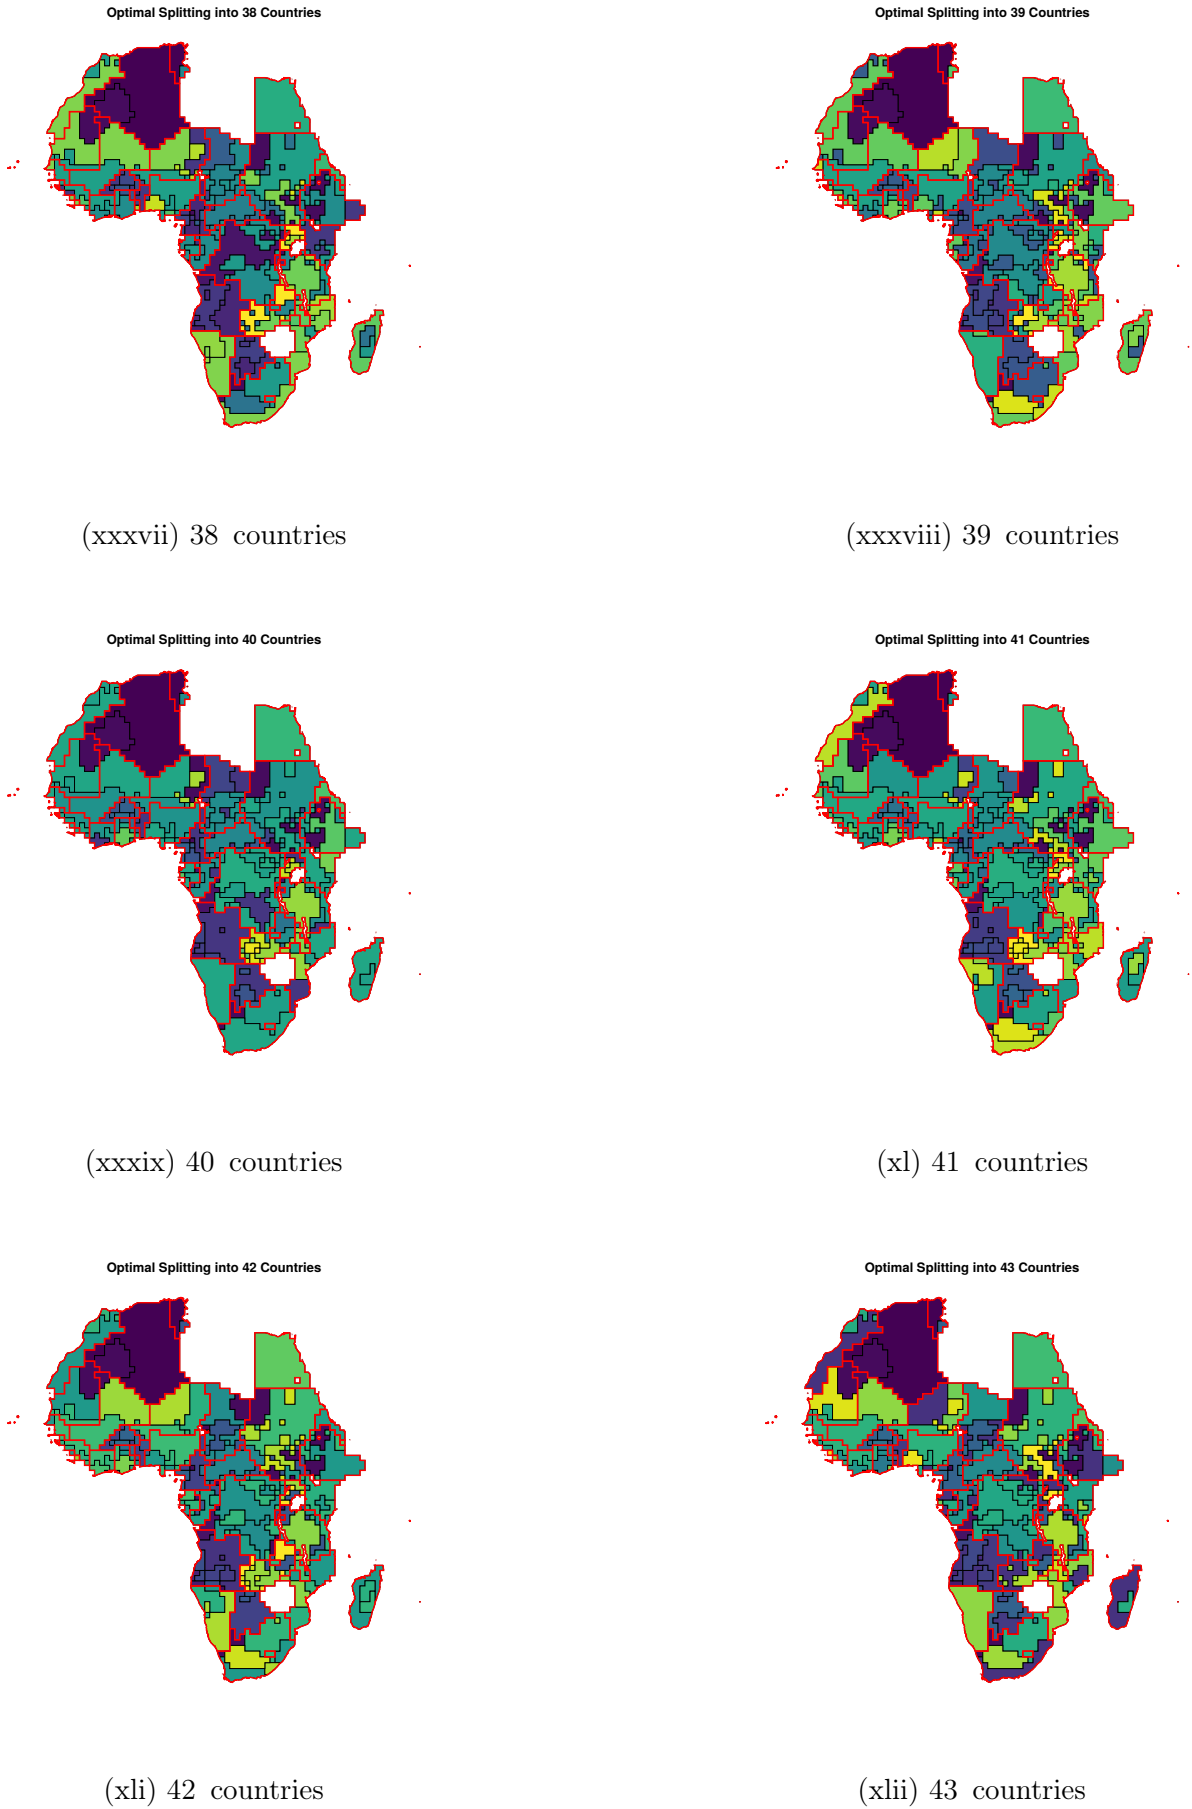 Optimal Splitting into 38 Countries
Optimal Splitting into 39 Countries
(xxxvii) 38 countries
(xxxviii) 39 countries
Optimal Splitting into 40 Countries
Optimal Splitting into 41 Countries
(xxxix) 40 countries
(xl) 41 countries
Optimal Splitting into 42 Countries
Optimal Splitting into 43 Countries
(xli) 42 countries
(xlii) 43 countries